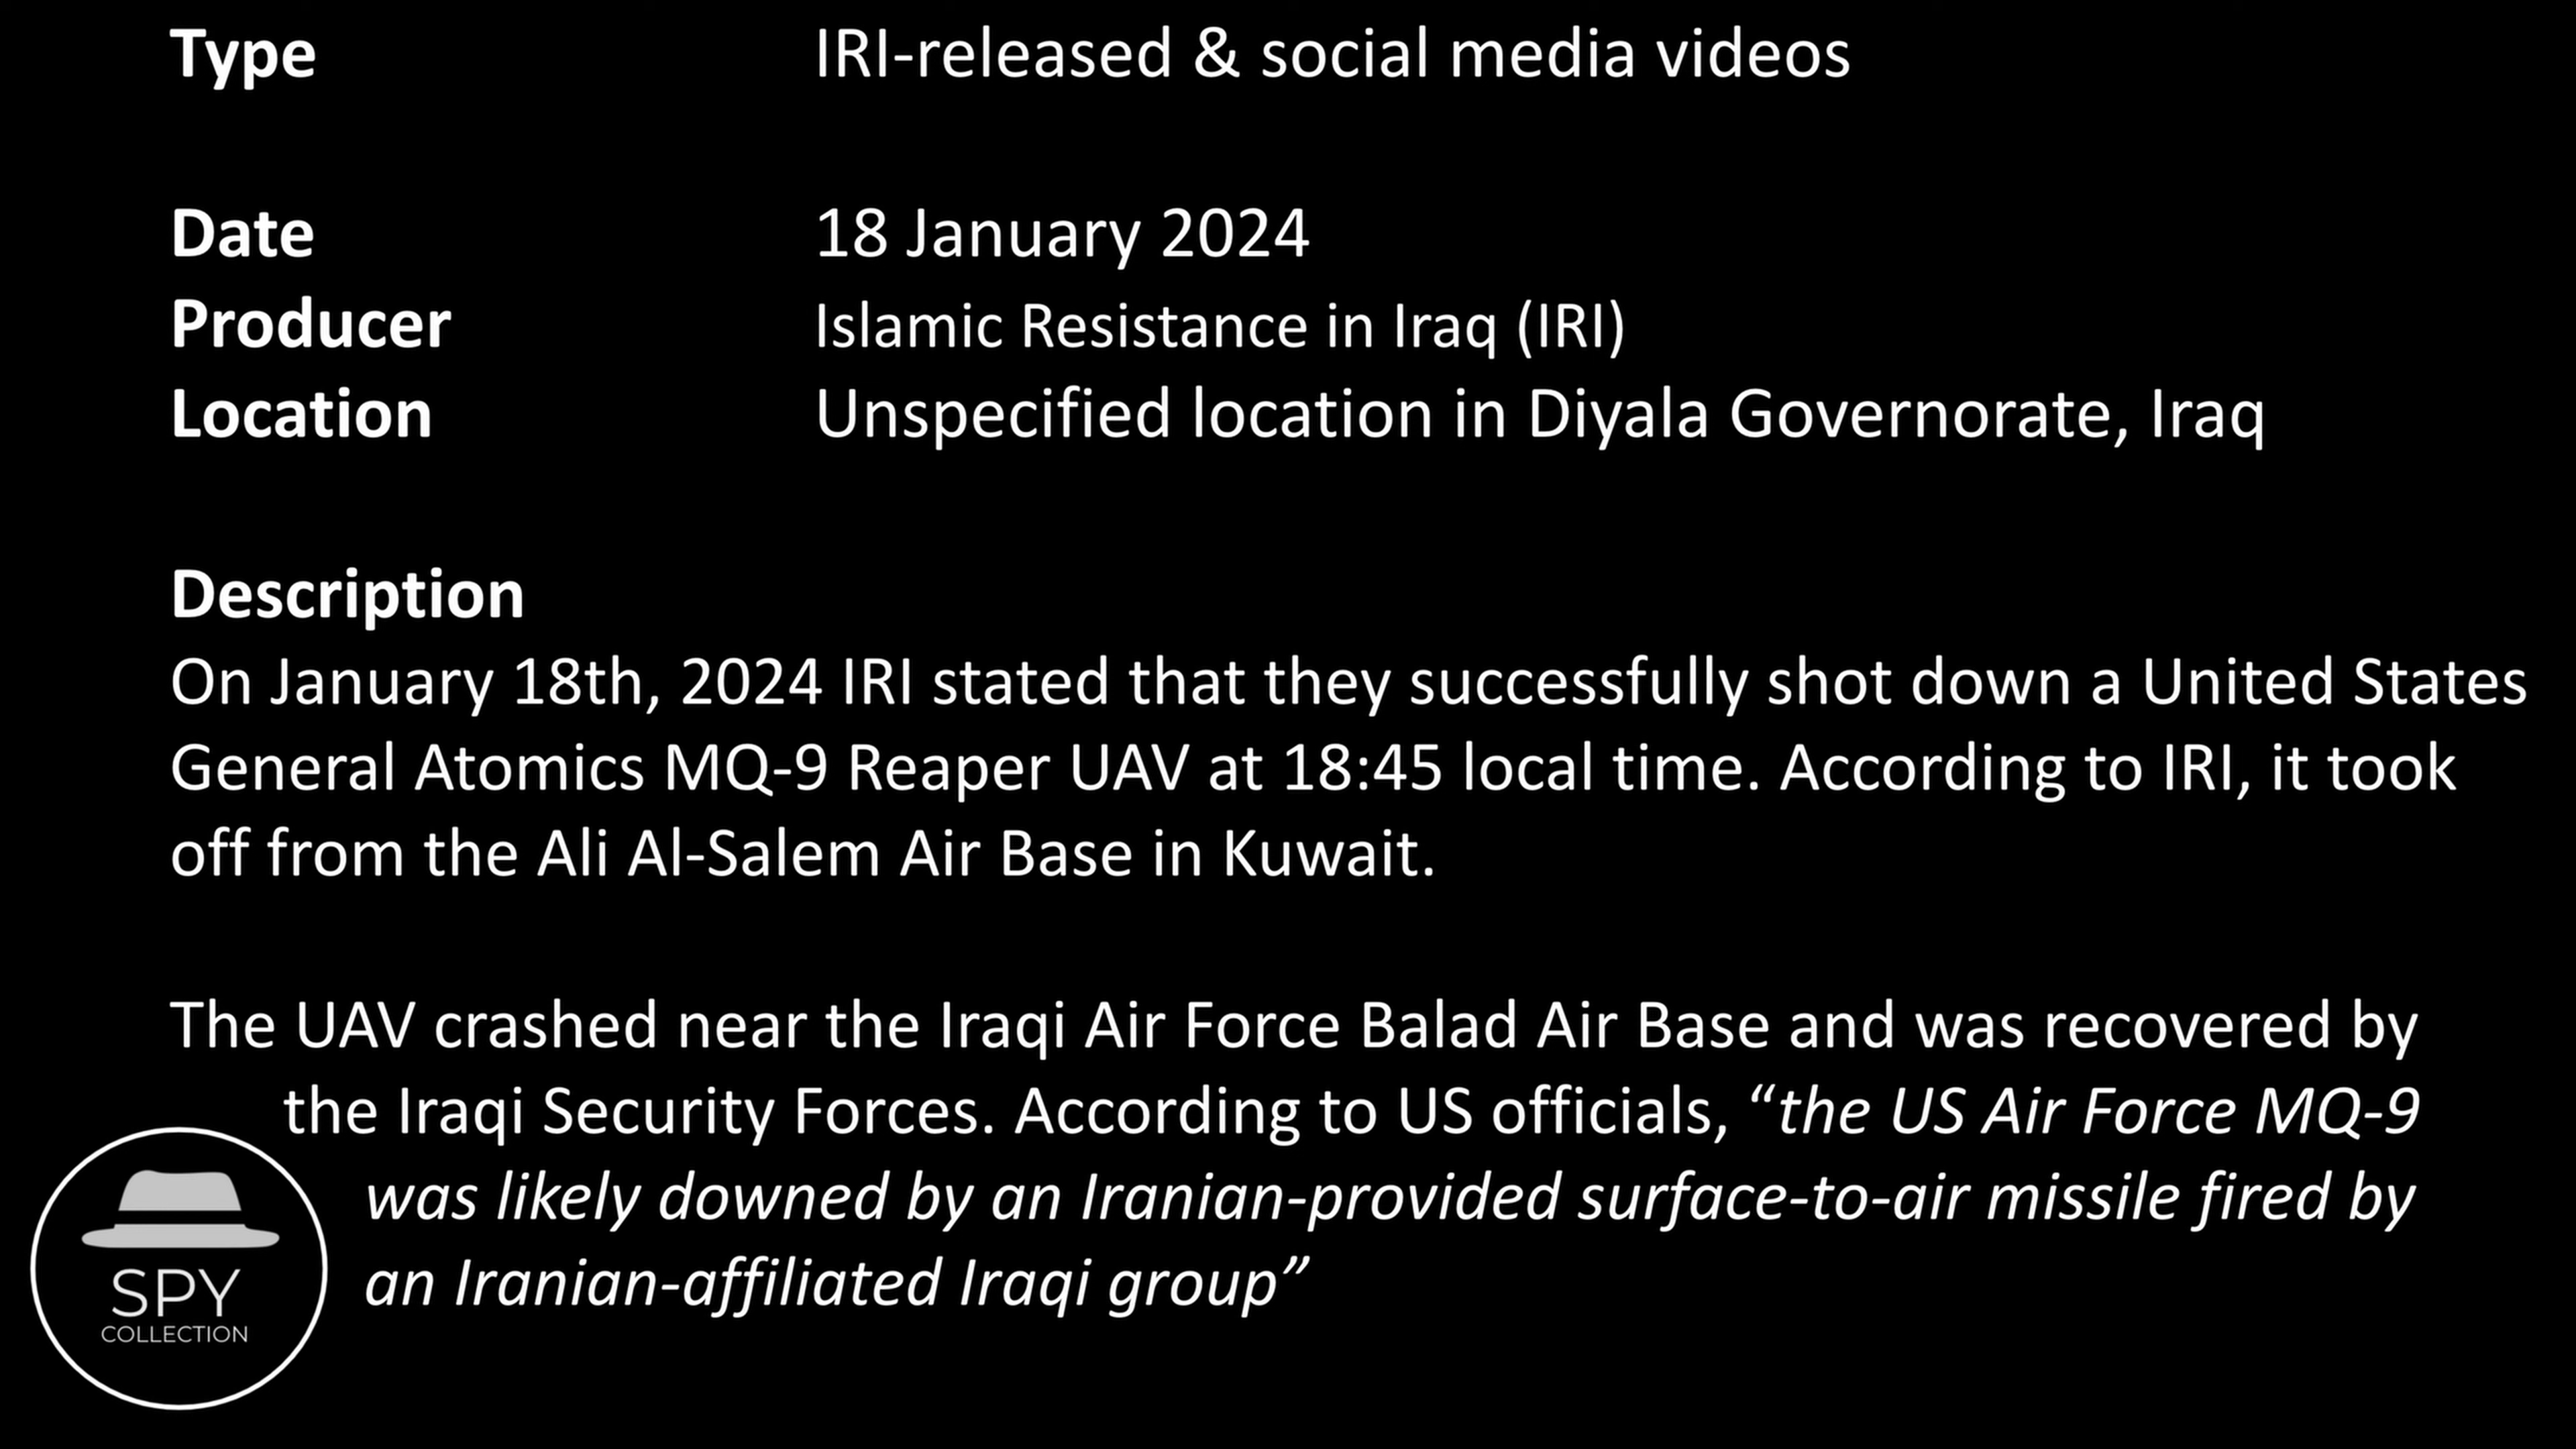 Type IRI-released & social media videos
Date 18 January 2024
Producer Islamic Resistance in Iraq (IRI)
Location Unspecified location in Diyala Governorate, Iraq
Description
On January 18th, 2024 IRI stated that they successfully shot down a United States
General Atomics MQ-9 Reaper UAV at 18:45 local time. According to IRI, it took
off from the Ali Al-Salem Air Base in Kuwait.
The UAV crashed near the Iraqi Air Force Balad Air Base and was recovered by
the Iraqi Security Forces. According to US officials, “the US Air Force MQ-9
was likely downed by an Iranian-provided surface-to-air missile fired by
an Iranian-affiliated Iraqi group”
SPY
COLLECTION